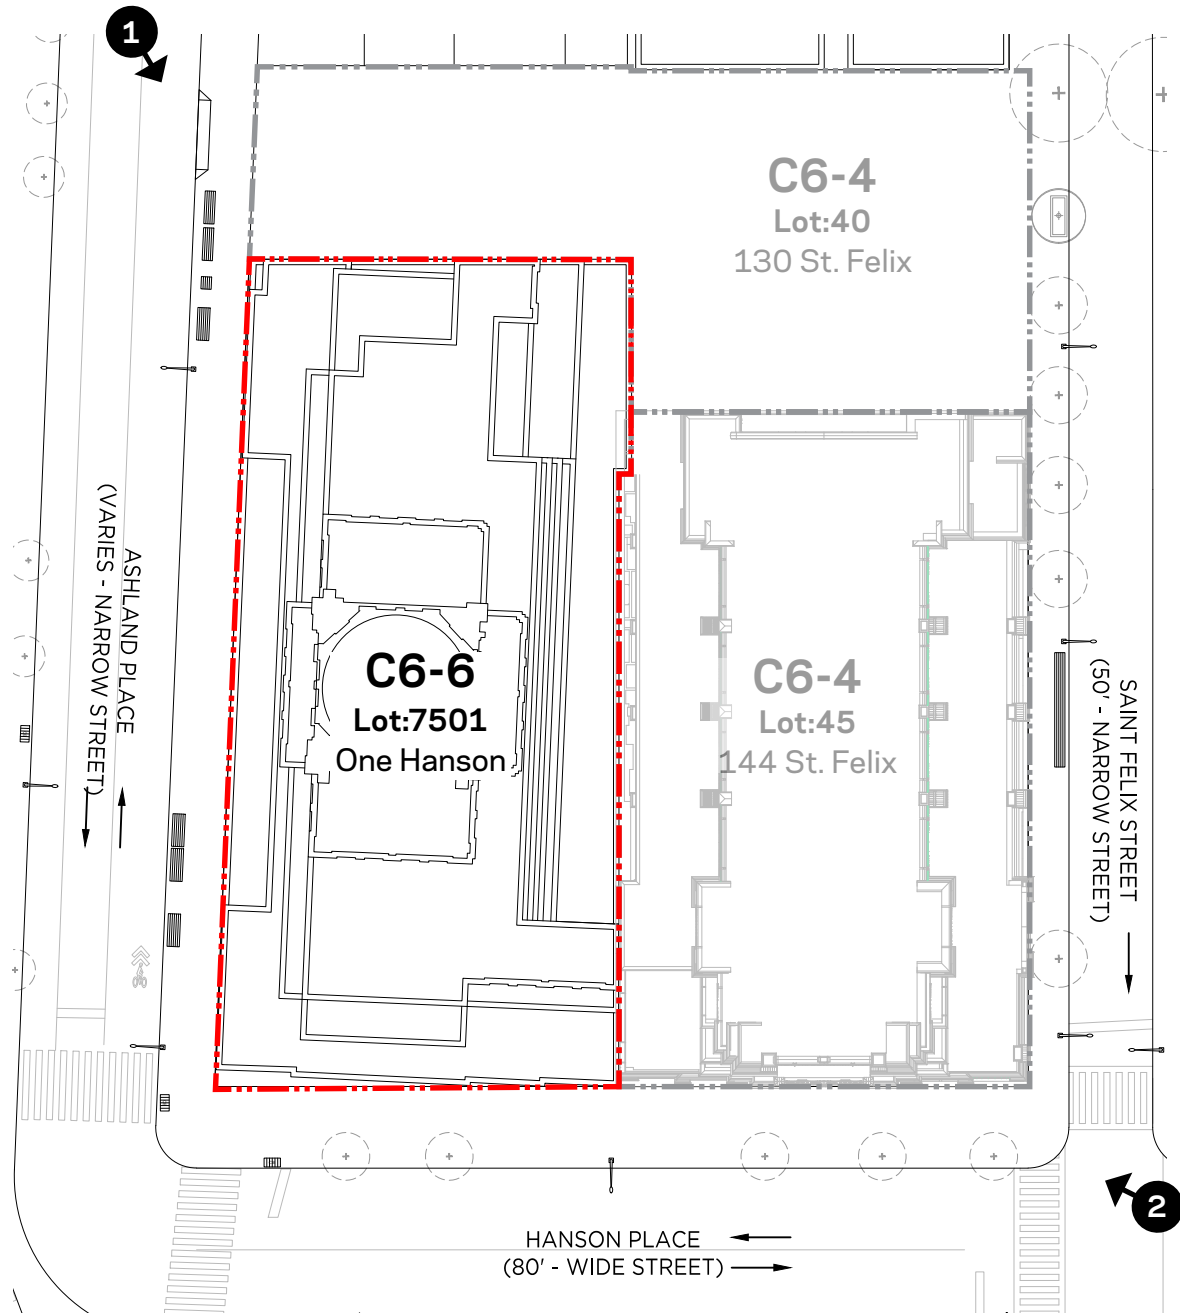 1
C6-4
Lot:40
130 St. Felix
ASHLAND PLACE
(VARIES - NARROW STREET)
C6-6
Lot:7501
One Hanson
C6-4
Lot:45
144 St. Felix
SAINT FELIX STREET
(50' - NARROW STREET)
2
HANSON PLACE
(80' - WIDE STREET)